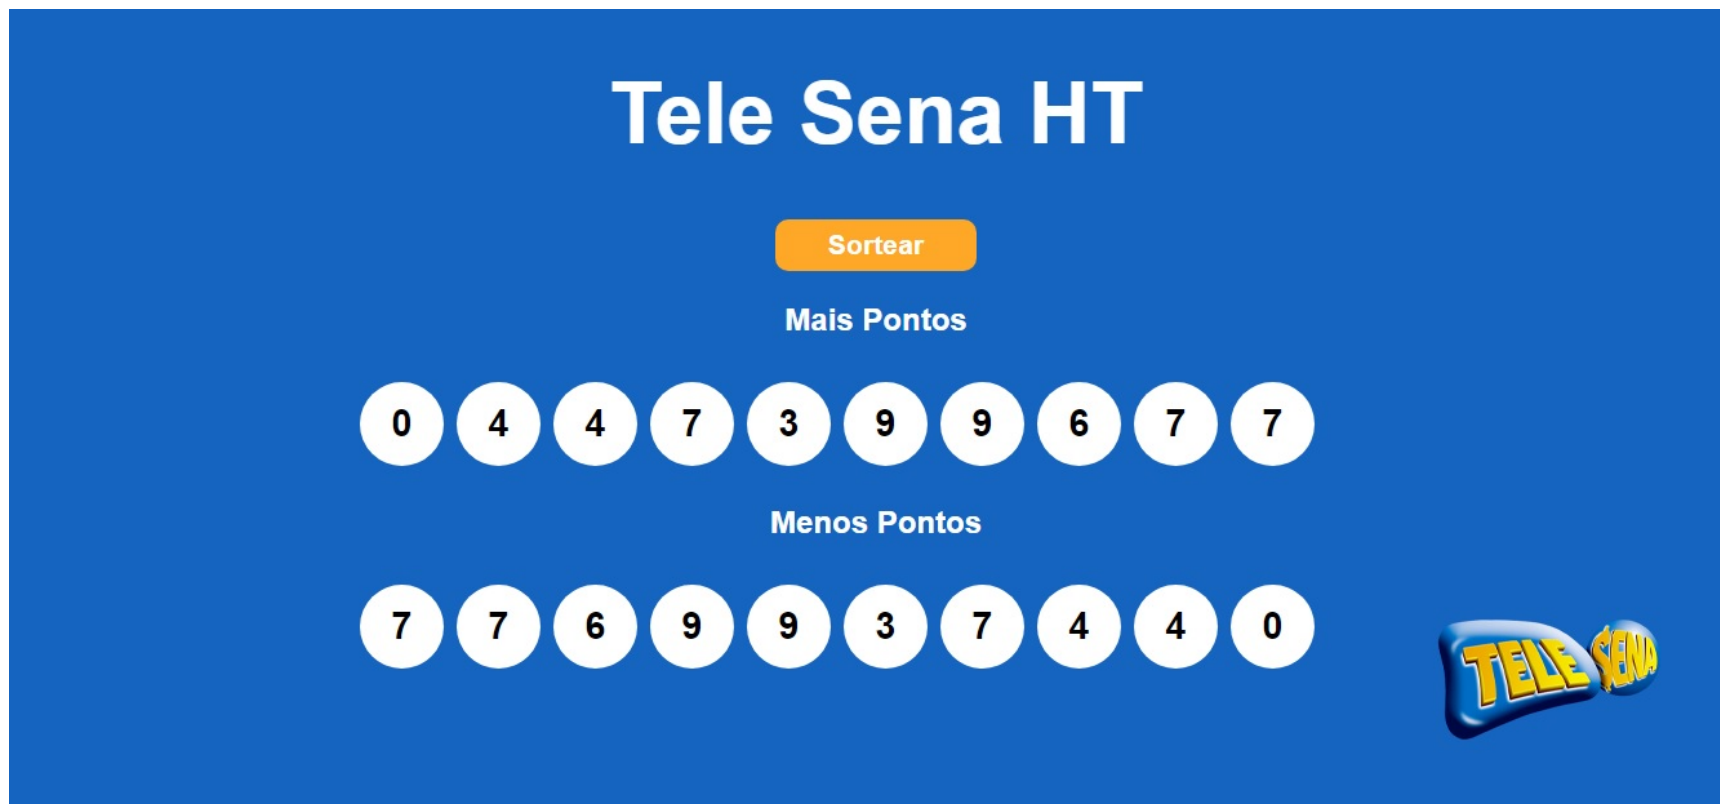 Tele Sena HT
Sortear
Mais Pontos
0 4 4 7 3 9 9 6 7 7
Menos Pontos
7 7 6 9 9 3 7 4 4 0
TELE $ENA